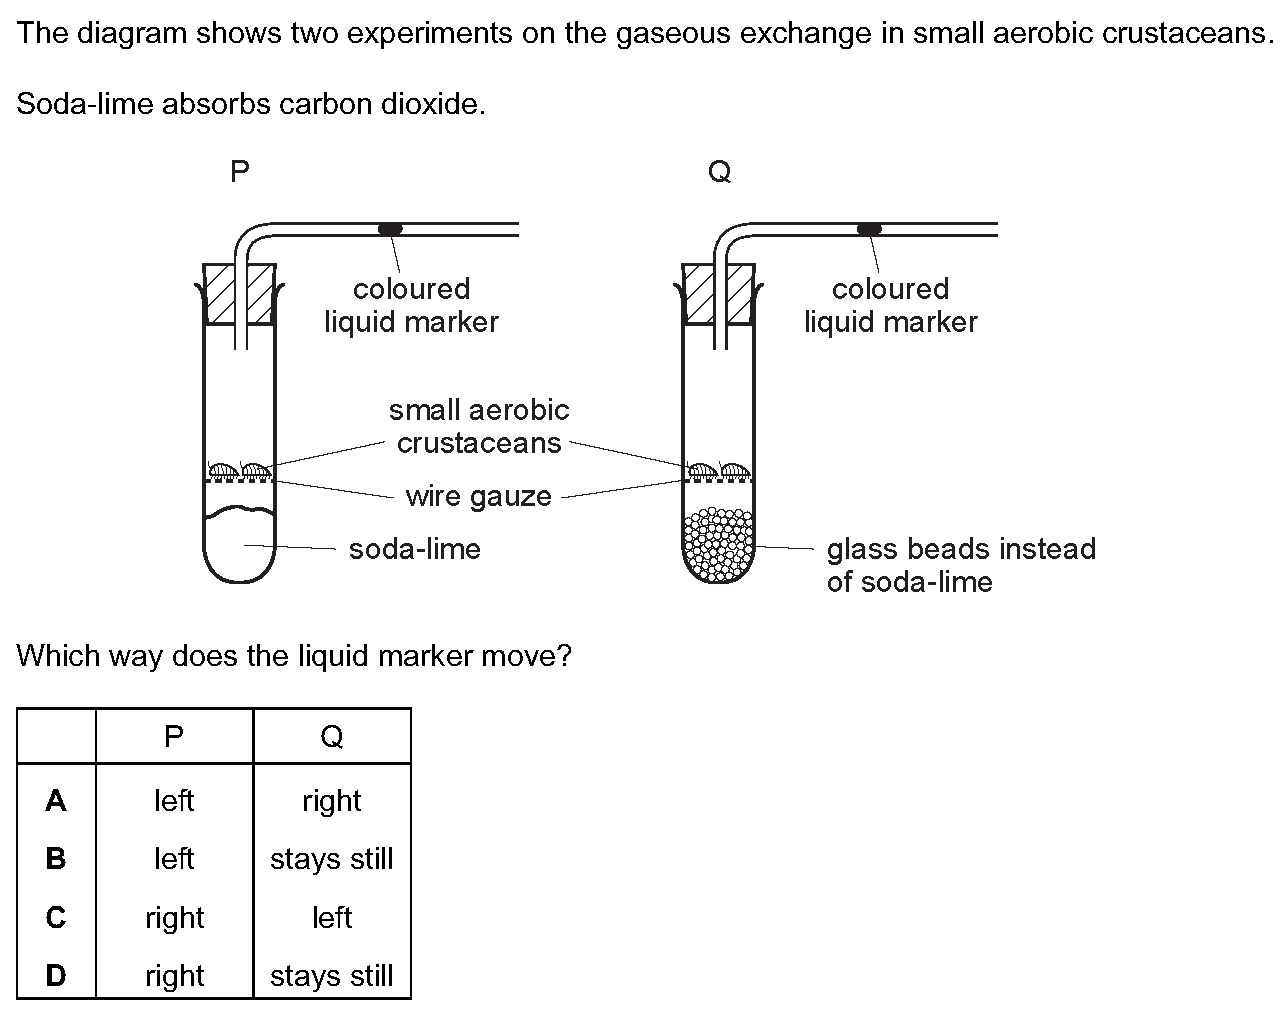 The diagram shows two experiments on the gaseous exchange in small aerobic crustaceans.
Soda-lime absorbs carbon dioxide.
P
Q
coloured
liquid marker
coloured
liquid marker
small aerobic
crustaceans
wire gauze
soda-lime
glass beads instead
of soda-lime
Which way does the liquid marker move?
P Q
A left right
B left stays still
C right left
D right stays still